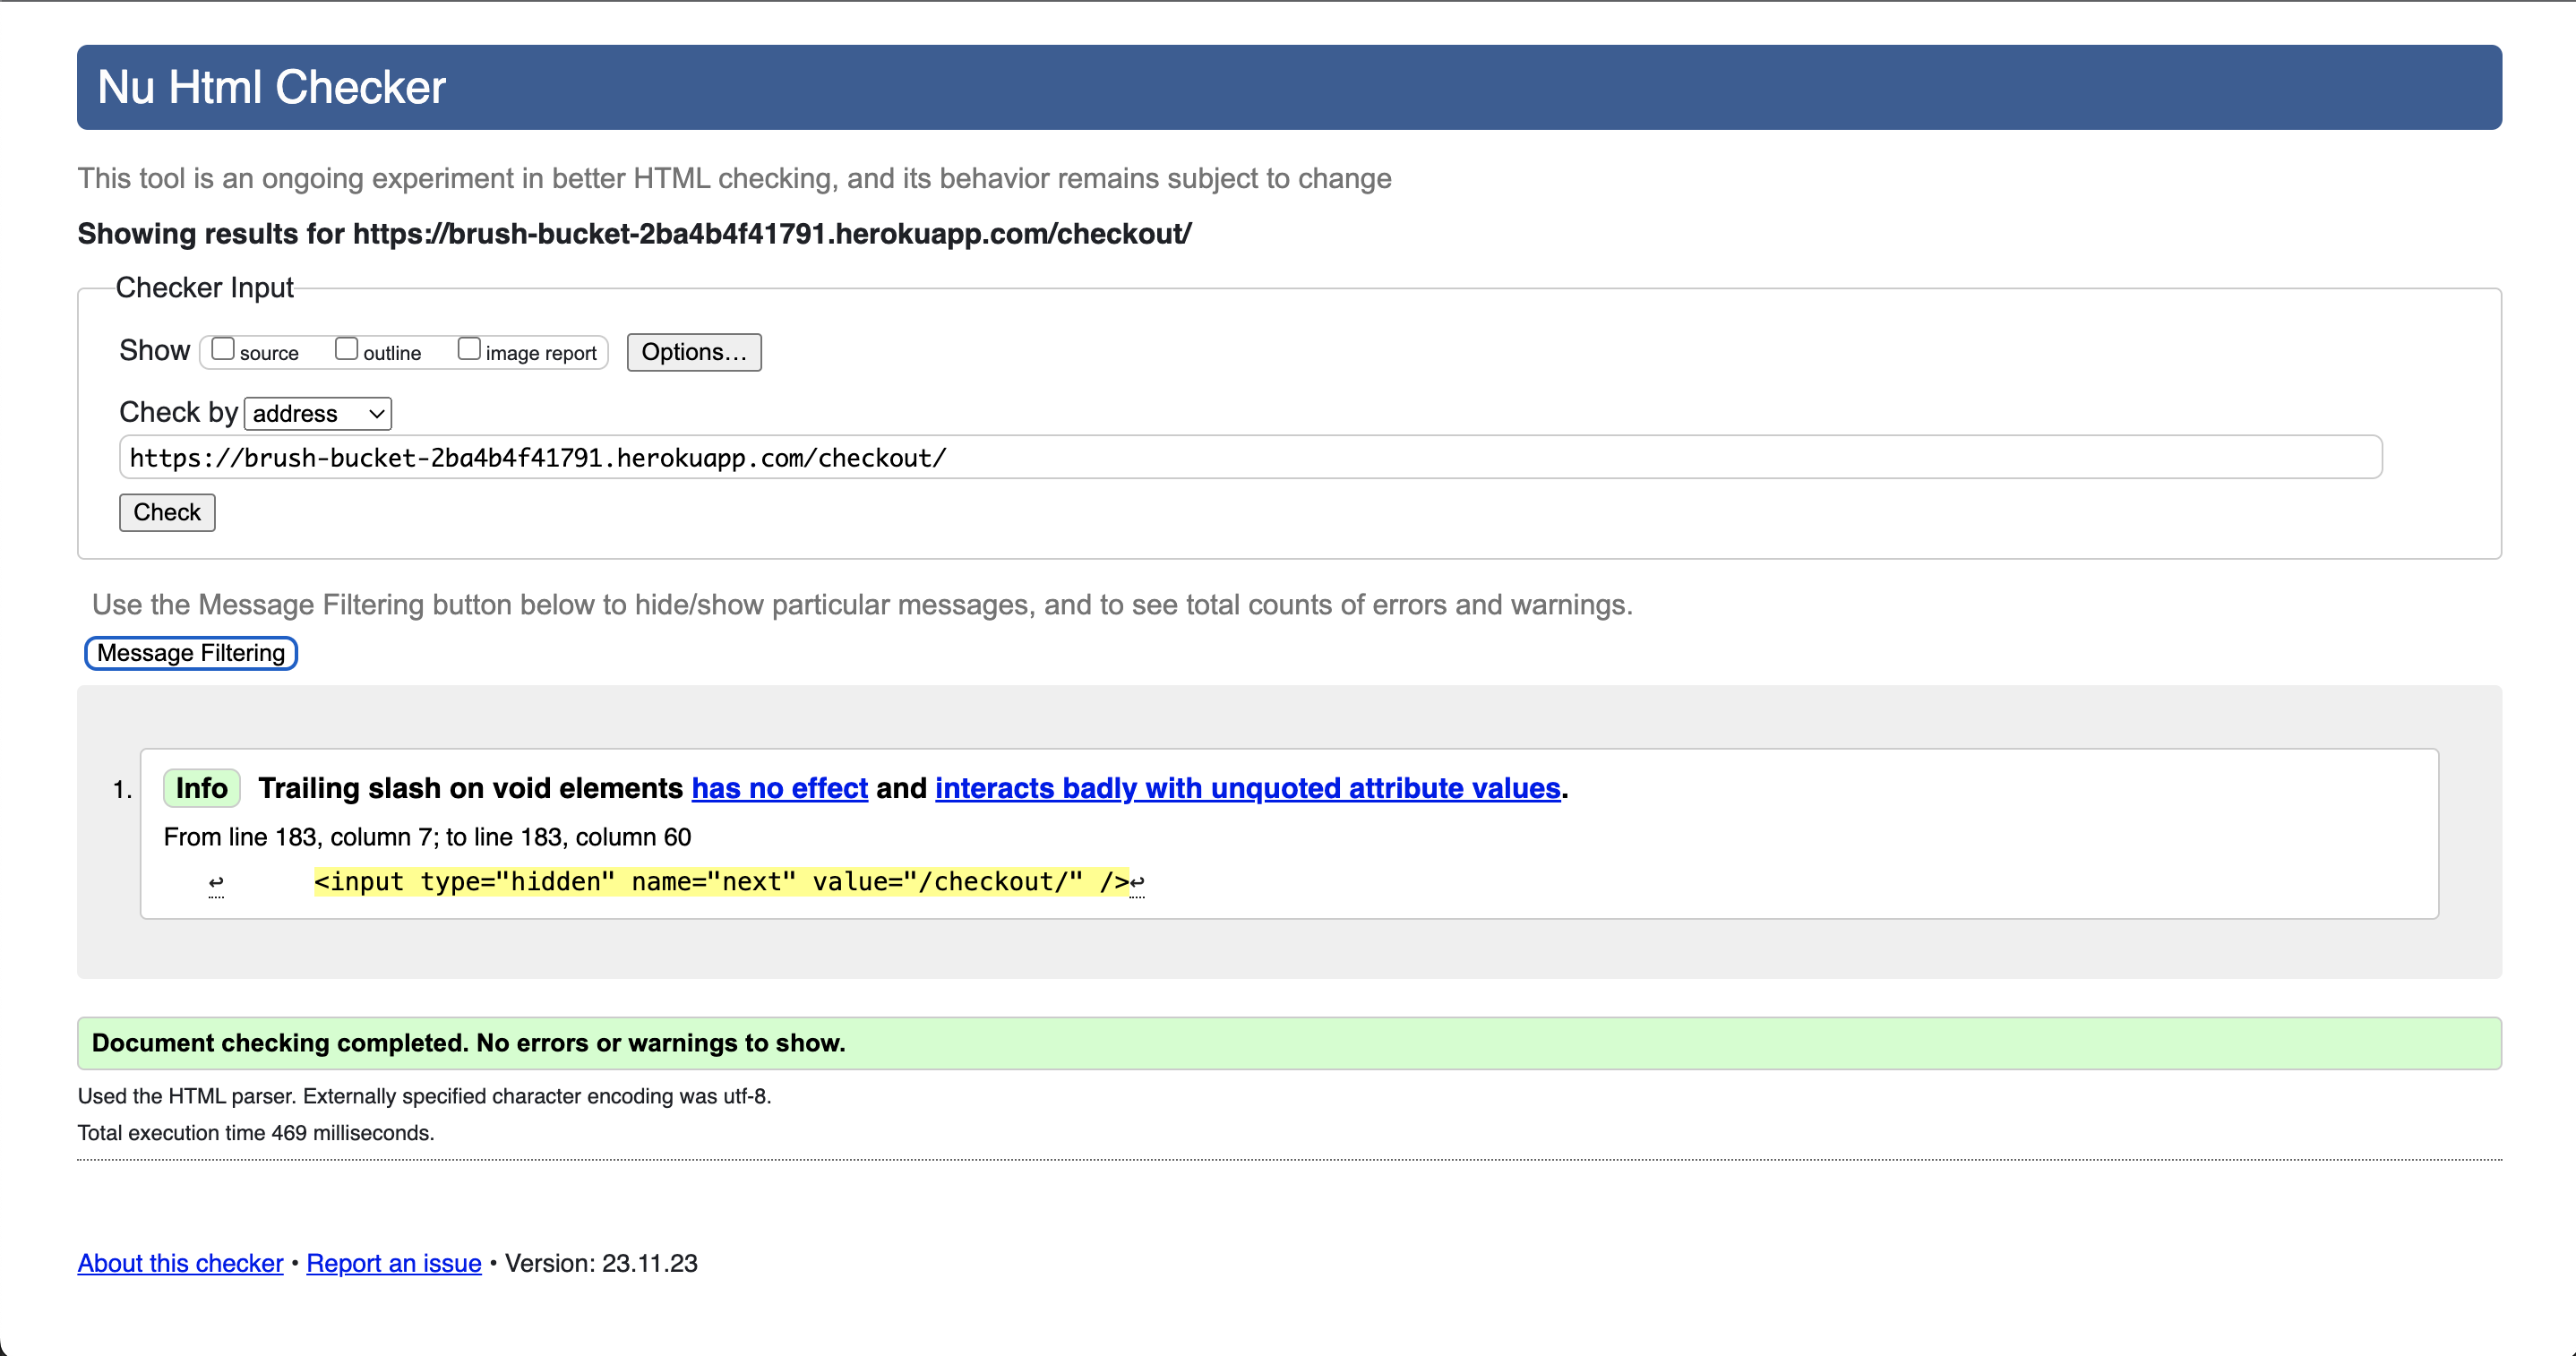 Nu Html Checker
This tool is an ongoing experiment in better HTML checking, and its behavior remains subject to change
Showing results for https://brush-bucket-2ba4b4f41791.herokuapp.com/checkout/
Checker Input
Show source outline image report Options…
Check by address
https://brush-bucket-2ba4b4f41791.herokuapp.com/checkout/
Check
Use the Message Filtering button below to hide/show particular messages, and to see total counts of errors and warnings.
Message Filtering
1. Info Trailing slash on void elements has no effect and interacts badly with unquoted attribute values.
From line 183, column 7; to line 183, column 60
↩ <input type="hidden" name="next" value="/checkout/" />↩
Document checking completed. No errors or warnings to show.
Used the HTML parser. Externally specified character encoding was utf-8.
Total execution time 469 milliseconds.
About this checker • Report an issue • Version: 23.11.23